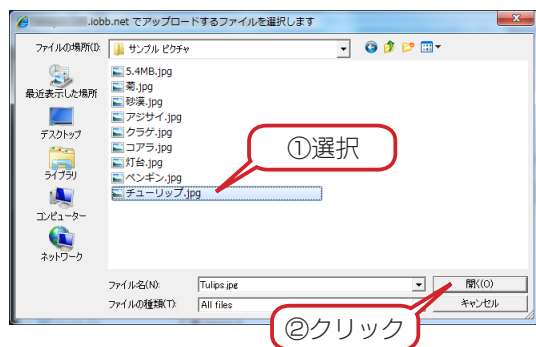 .iobb.net でアップロードするファイルを選択します
ファイルの場所(I):
サンプル ピクチャ
最近表示した場所
デスクトップ
ライブラリ
コンピューター
ネットワーク
5.4MB.jpg
菊.jpg
砂漠.jpg
アジサイ.jpg
クラゲ.jpg
コアラ.jpg
灯台.jpg
ペンギン.jpg
チューリップ.jpg
①選択
ファイル名(N):
Tulips.jpg
開く(O)
ファイルの種類(T):
All files
キャンセル
②クリック